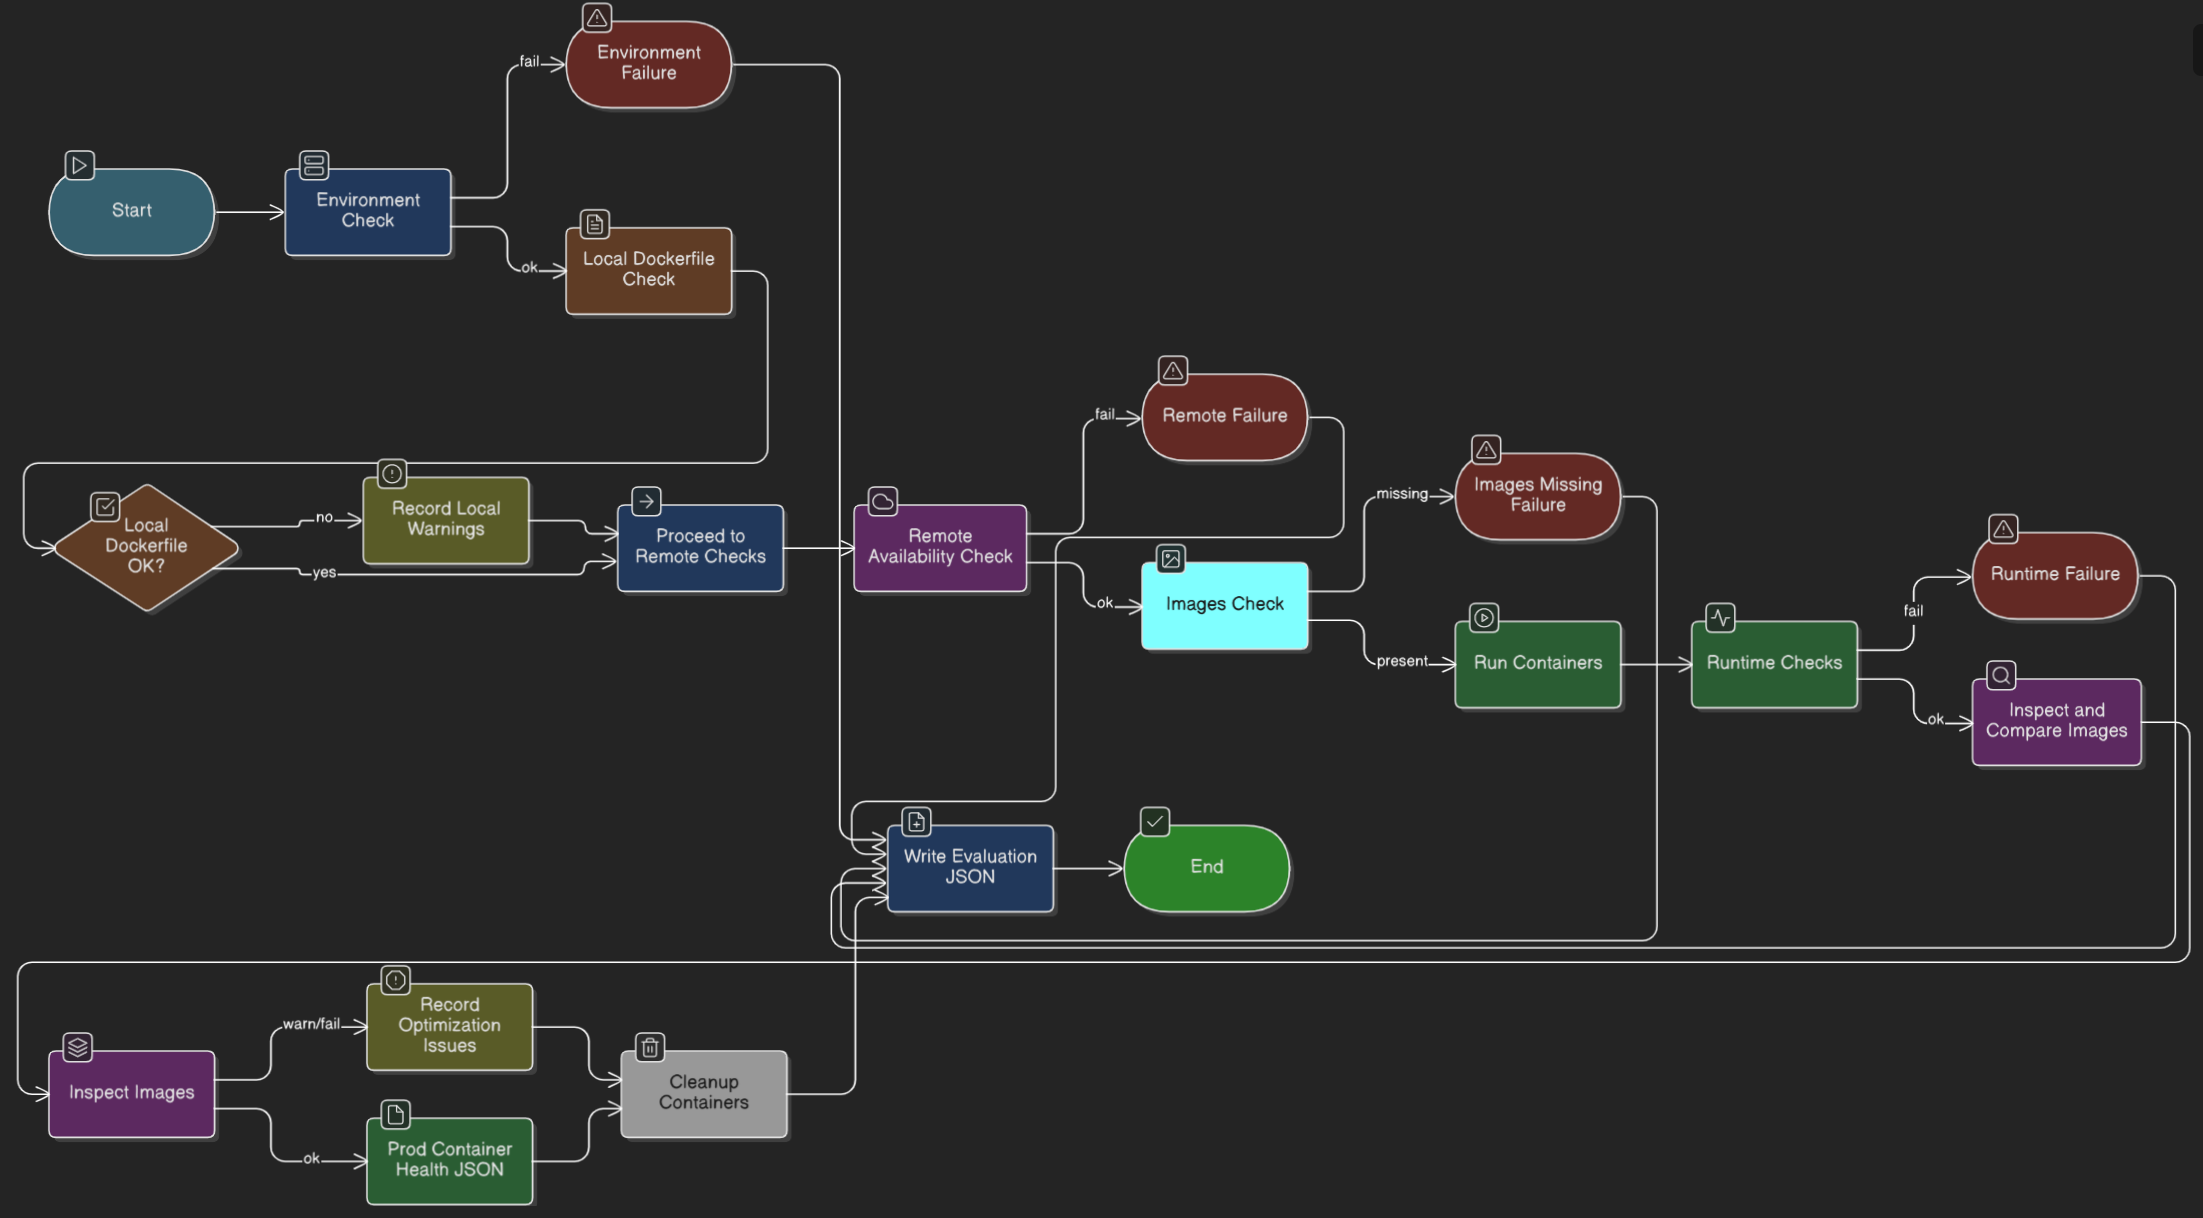 Environment
Failure
fail
Start
Environment
Check
ok
Local Dockerfile
Check
Remote Failure
fail
Images Missing
Failure
missing
Local
Dockerfile
OK?
no
Record Local
Warnings
yes
Proceed to
Remote Checks
Remote
Availability Check
ok
Images Check
present
Run Containers
Runtime Checks
fail
Runtime Failure
ok
Inspect and
Compare Images
Write Evaluation
JSON
End
Inspect Images
warn/fail
Record
Optimization
Issues
ok
Prod Container
Health JSON
Cleanup
Containers